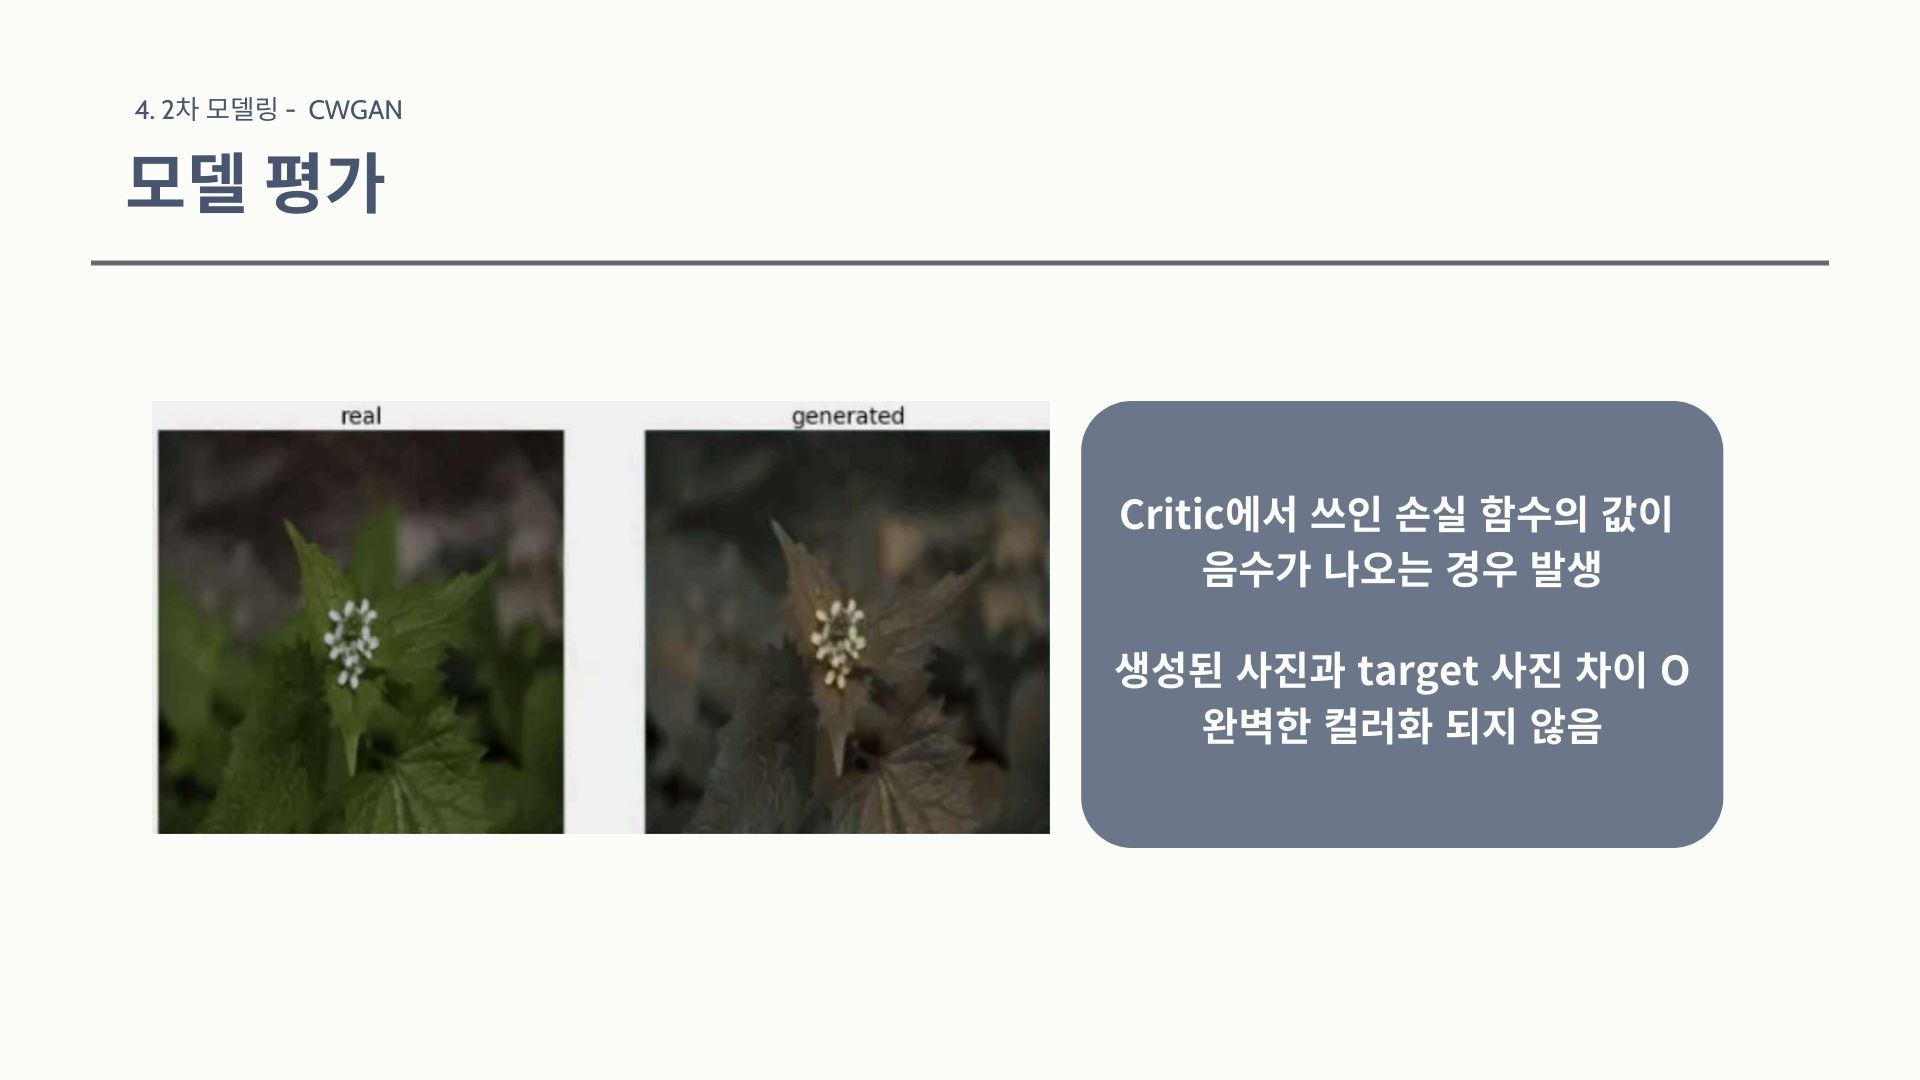 4. 2차 모델링 - CWGAN
모델 평가
real
generated
Critic에서 쓰인 손실 함수의 값이
음수가 나오는 경우 발생
생성된 사진과 target 사진 차이 O
완벽한 컬러화 되지 않음